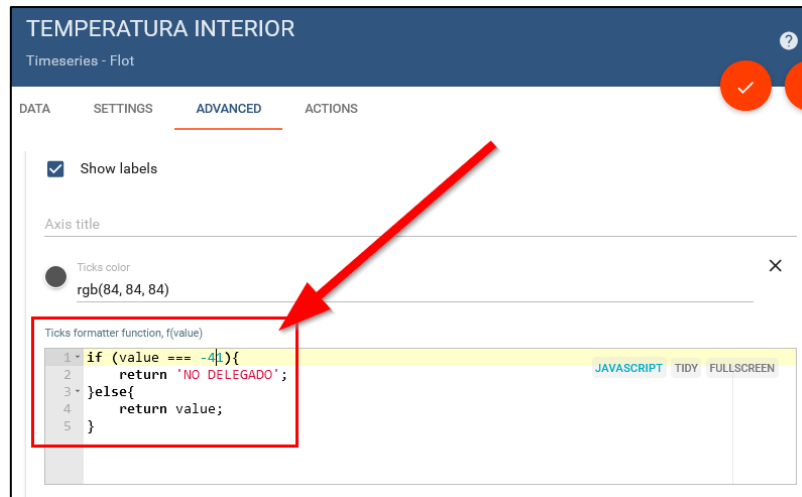 TEMPERATURA INTERIOR
Timeseries - Flot
?
DATA SETTINGS ADVANCED ACTIONS
Show labels
Axis title
Ticks color
rgb(84, 84, 84)
Ticks formatter function, f(value)
1 if (value === -41){
JAVASCRIPT TIDY FULLSCREEN
2 return 'NO DELEGADO';
3 }else{
4 return value;
5 }